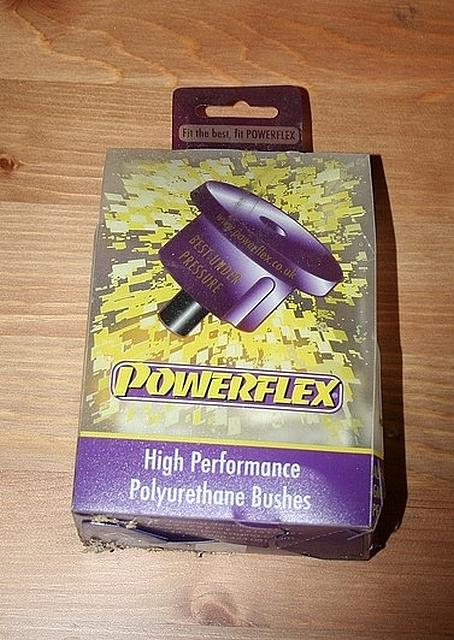 Fit the best, fit POWERFLEX
www.powerflex.co.uk
BEST UNDER
PRESSURE
POWERFLEX
High Performance
Polyurethane Bushes